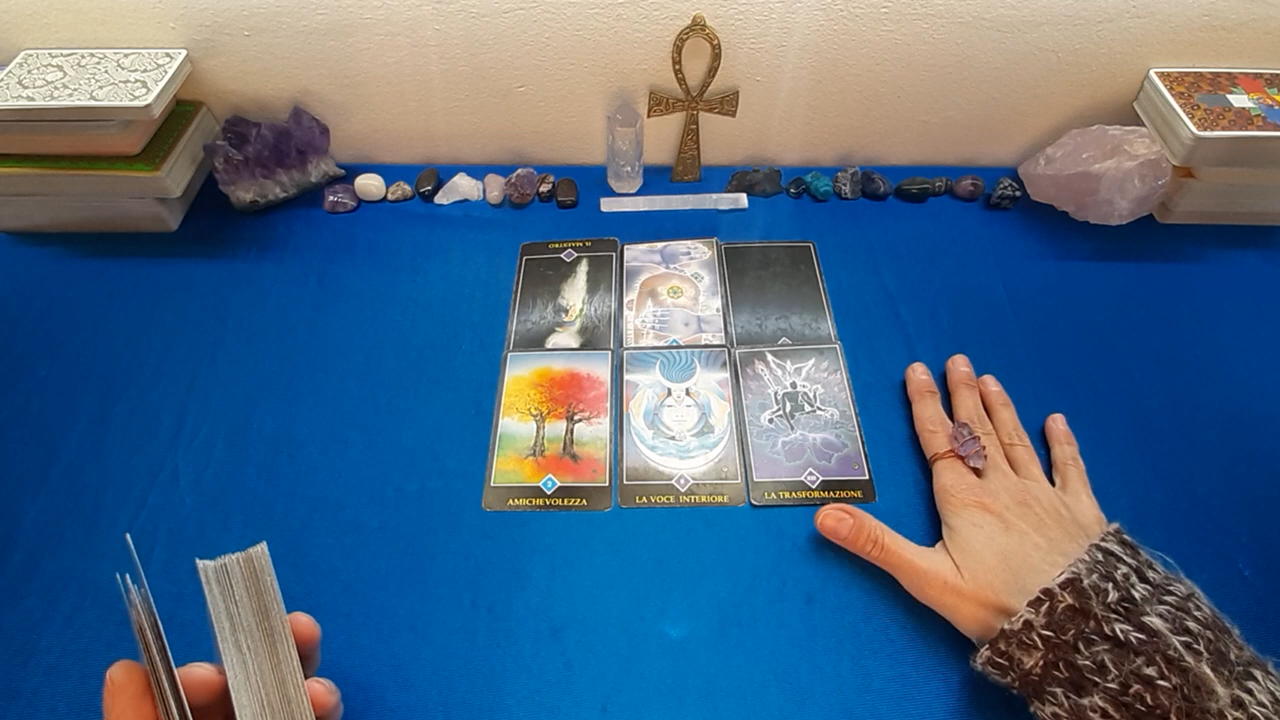 IL MAESTRO
AMICHEVOLEZZA
LA VOCE INTERIORE
LA TRASFORMAZIONE